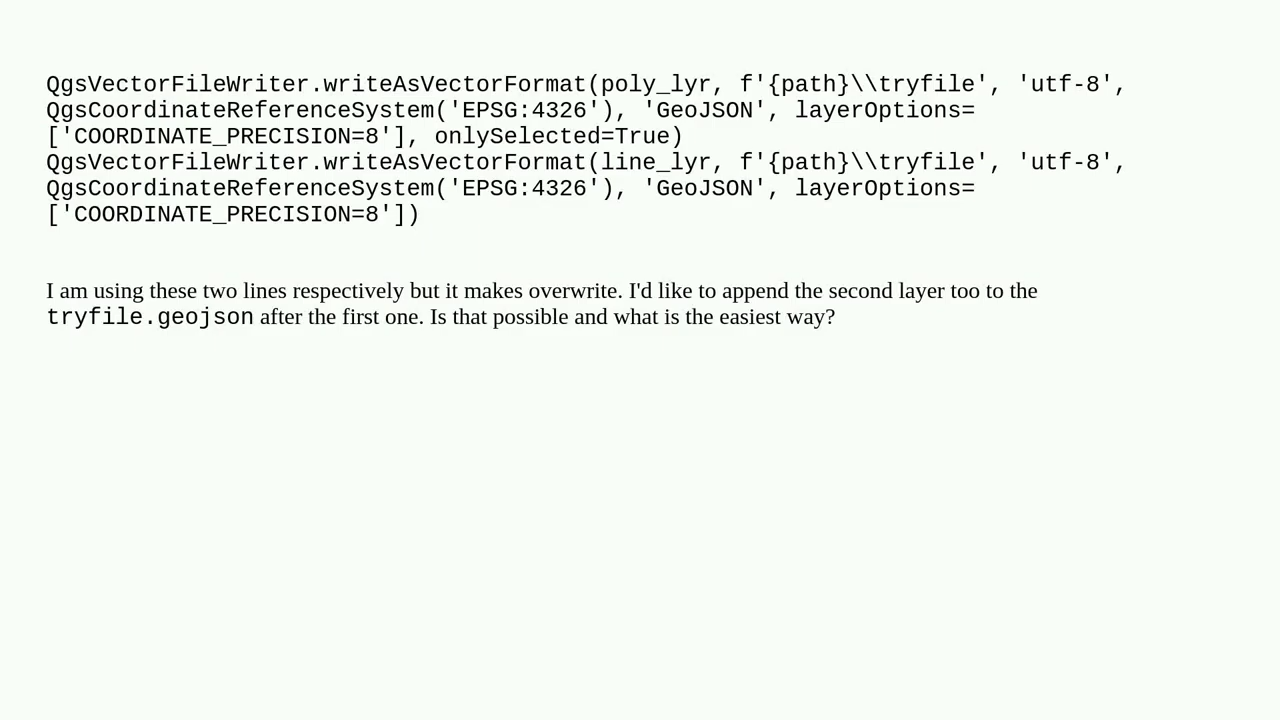 QgsVectorFileWriter.writeAsVectorFormat(poly_lyr, f'{path}\\tryfile', 'utf-8',
QgsCoordinateReferenceSystem('EPSG:4326'), 'GeoJSON', layerOptions=
['COORDINATE_PRECISION=8'], onlySelected=True)
QgsVectorFileWriter.writeAsVectorFormat(line_lyr, f'{path}\\tryfile', 'utf-8',
QgsCoordinateReferenceSystem('EPSG:4326'), 'GeoJSON', layerOptions=
['COORDINATE_PRECISION=8'])
I am using these two lines respectively but it makes overwrite. I'd like to append the second layer too to the
tryfile.geojson after the first one. Is that possible and what is the easiest way?